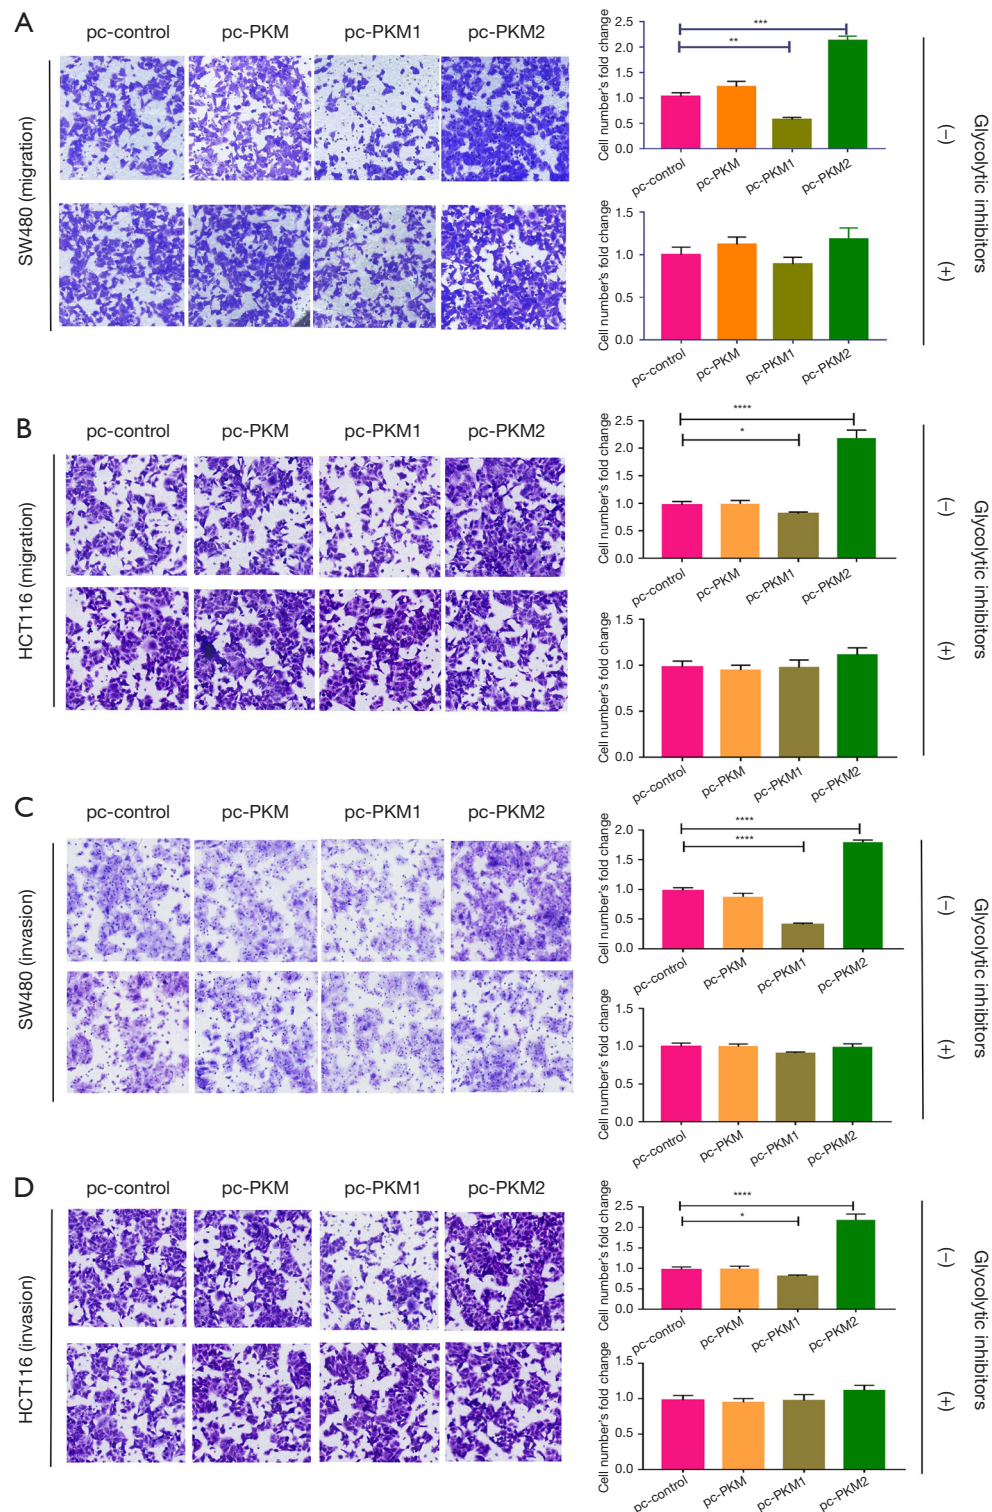 A
pc-control pc-PKM pc-PKM1 pc-PKM2
SW480 (migration)
Cell number's fold change
2.5
2.0
1.5
1.0
0.5
0.0
***
**
pc-control pc-PKM pc-PKM1 pc-PKM2
(−)
Cell number's fold change
1.5
1.0
0.5
0.0
pc-control pc-PKM pc-PKM1 pc-PKM2
(+)
Glycolytic inhibitors
B
pc-control pc-PKM pc-PKM1 pc-PKM2
HCT116 (migration)
Cell number's fold change
2.5
2.0
1.5
1.0
0.5
0.0
****
*
pc-control pc-PKM pc-PKM1 pc-PKM2
(−)
Cell number's fold change
1.5
1.0
0.5
0.0
pc-control pc-PKM pc-PKM1 pc-PKM2
(+)
Glycolytic inhibitors
C
pc-control pc-PKM pc-PKM1 pc-PKM2
SW480 (invasion)
Cell number's fold change
2.0
1.5
1.0
0.5
0.0
****
****
pc-control pc-PKM pc-PKM1 pc-PKM2
(−)
Cell number's fold change
1.5
1.0
0.5
0.0
pc-control pc-PKM pc-PKM1 pc-PKM2
(+)
Glycolytic inhibitors
D
pc-control pc-PKM pc-PKM1 pc-PKM2
HCT116 (invasion)
Cell number's fold change
2.5
2.0
1.5
1.0
0.5
0.0
****
*
pc-control pc-PKM pc-PKM1 pc-PKM2
(−)
Cell number's fold change
1.5
1.0
0.5
0.0
pc-control pc-PKM pc-PKM1 pc-PKM2
(+)
Glycolytic inhibitors